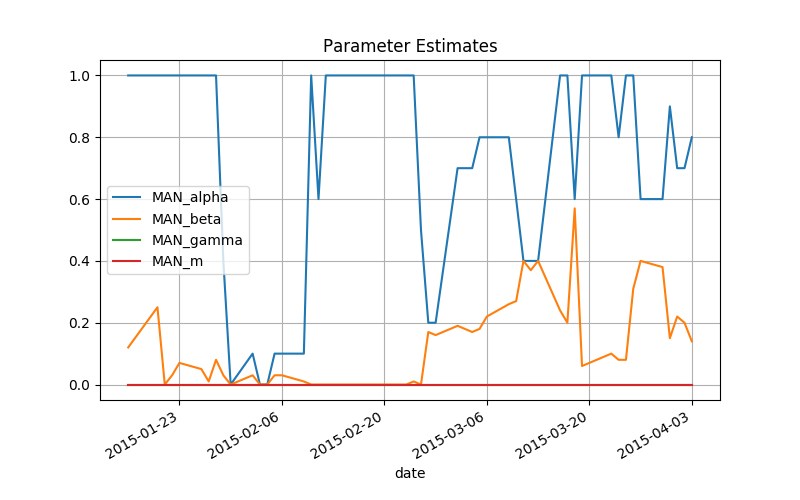 Parameter Estimates
1.0
0.8
0.6
0.4
0.2
0.0
MAN_alpha
MAN_beta
MAN_gamma
MAN_m
2015-01-23
2015-02-06
2015-02-20
2015-03-06
2015-03-20
2015-04-03
date